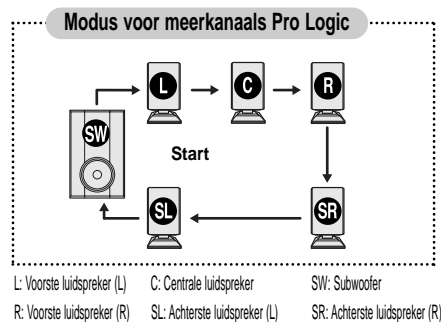 Modus voor meerkanaals Pro Logic
L C R
SW
Start
SL SR
L: Voorste luidspreker (L) C: Centrale luidspreker SW: Subwoofer
R: Voorste luidspreker (R) SL: Achterste luidspreker (L) SR: Achterste luidspreker (R)